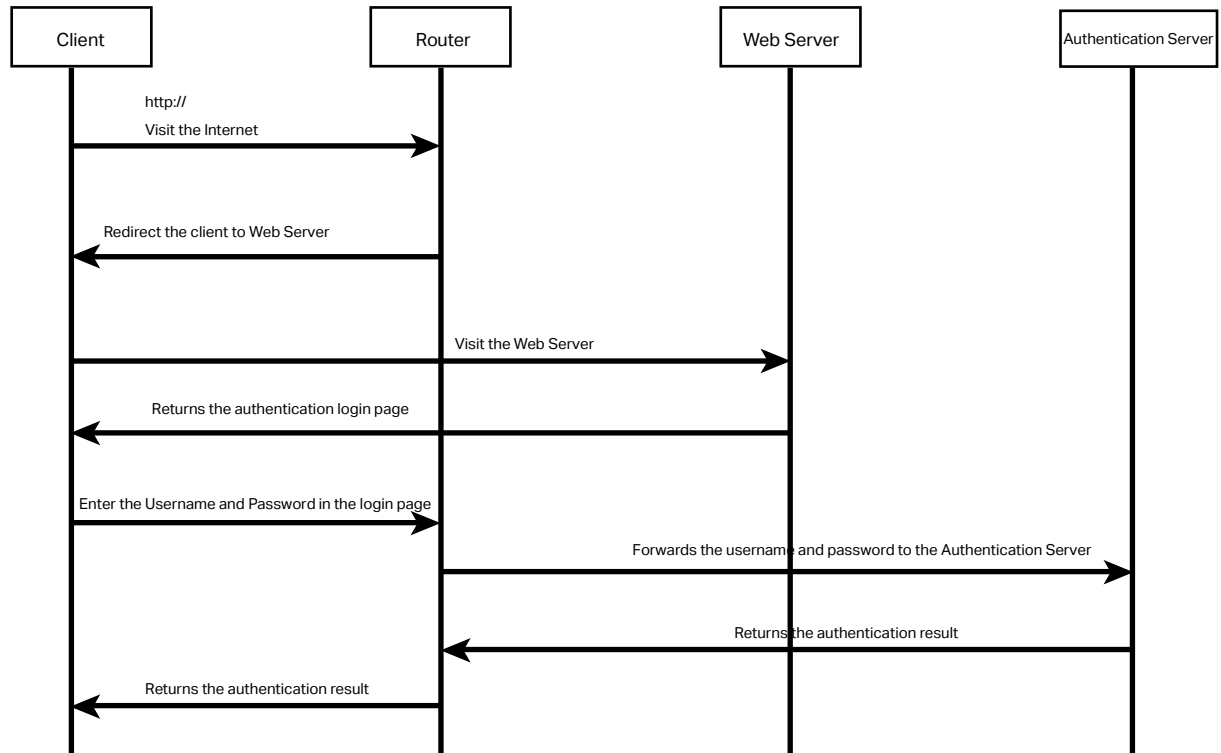 Client
Router
Web Server
Authentication Server
http://
Visit the Internet
Redirect the client to Web Server
Visit the Web Server
Returns the authentication login page
Enter the Username and Password in the login page
Forwards the username and password to the Authentication Server
Returns the authentication result
Returns the authentication result